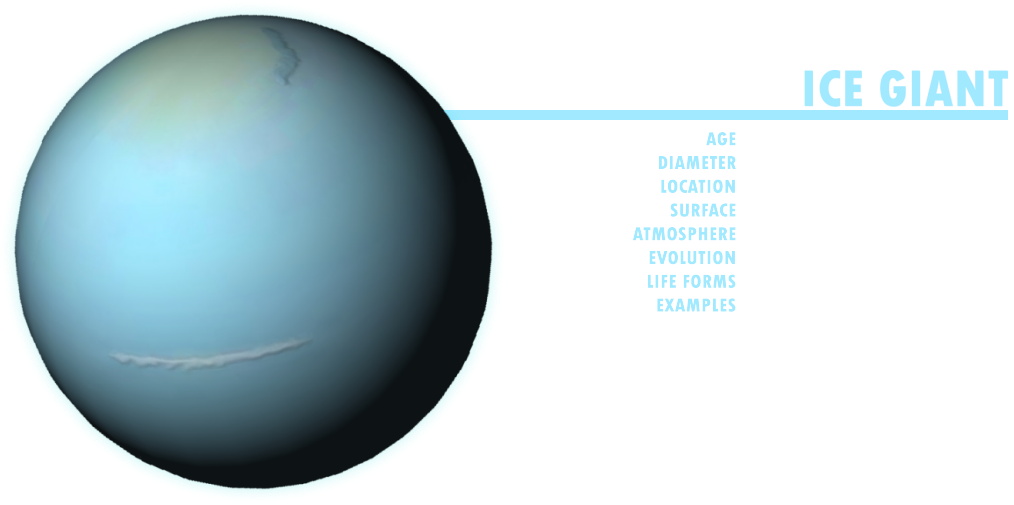 ICE GIANT
AGE
DIAMETER
LOCATION
SURFACE
ATMOSPHERE
EVOLUTION
LIFE FORMS
EXAMPLES